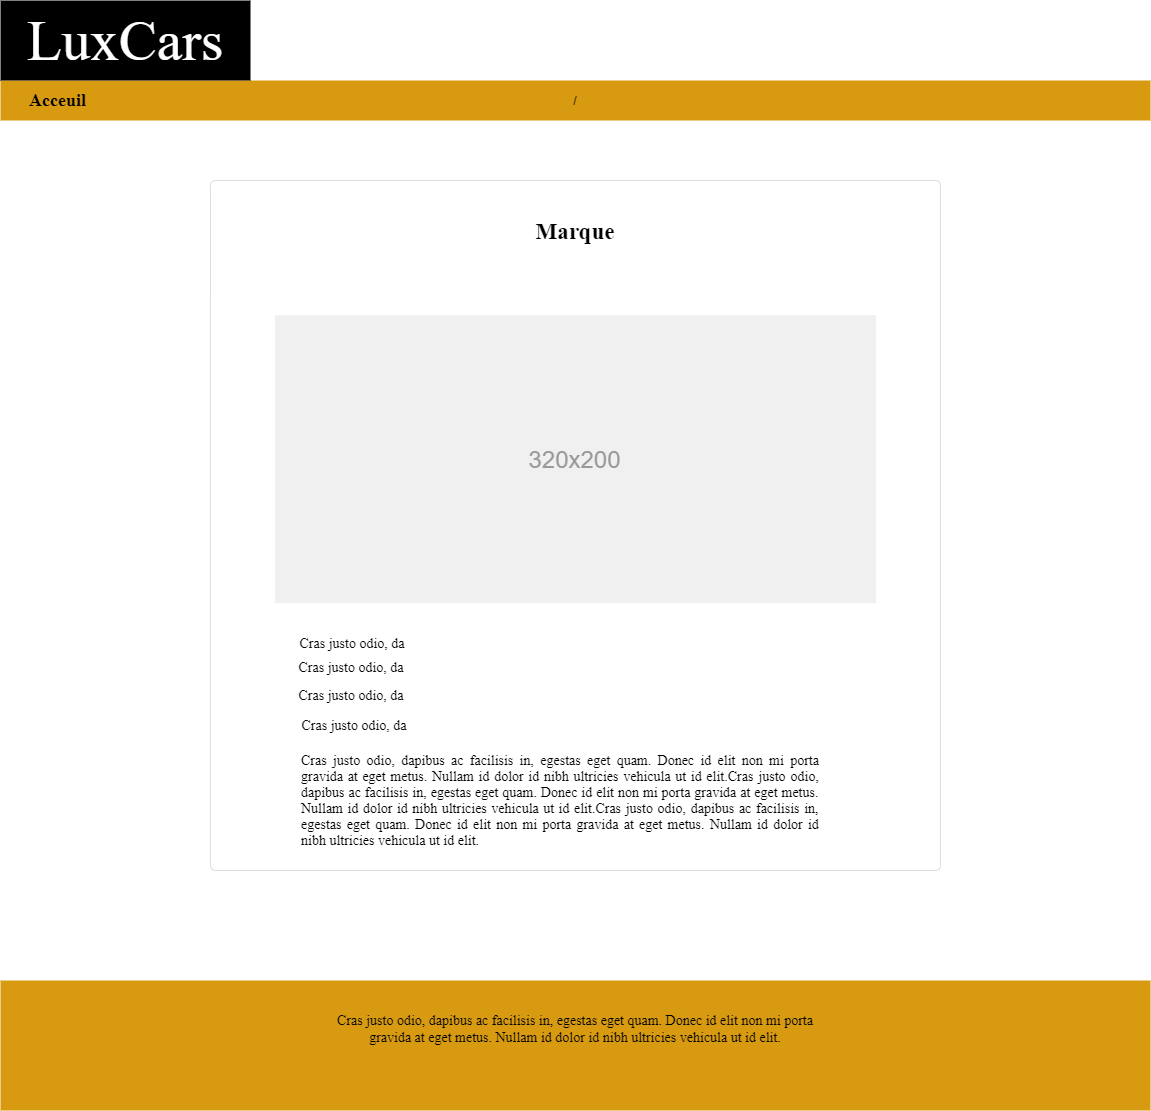 LuxCars
Acceuil
/
Marque
320x200
Cras justo odio, da
Cras justo odio, da
Cras justo odio, da
Cras justo odio, da
Cras justo odio, dapibus ac facilisis in, egestas eget quam. Donec id elit non mi porta
gravida at eget metus. Nullam id dolor id nibh ultricies vehicula ut id elit.Cras justo odio,
dapibus ac facilisis in, egestas eget quam. Donec id elit non mi porta gravida at eget metus.
Nullam id dolor id nibh ultricies vehicula ut id elit.Cras justo odio, dapibus ac facilisis in,
egestas eget quam. Donec id elit non mi porta gravida at eget metus. Nullam id dolor id
nibh ultricies vehicula ut id elit.
Cras justo odio, dapibus ac facilisis in, egestas eget quam. Donec id elit non mi porta
gravida at eget metus. Nullam id dolor id nibh ultricies vehicula ut id elit.